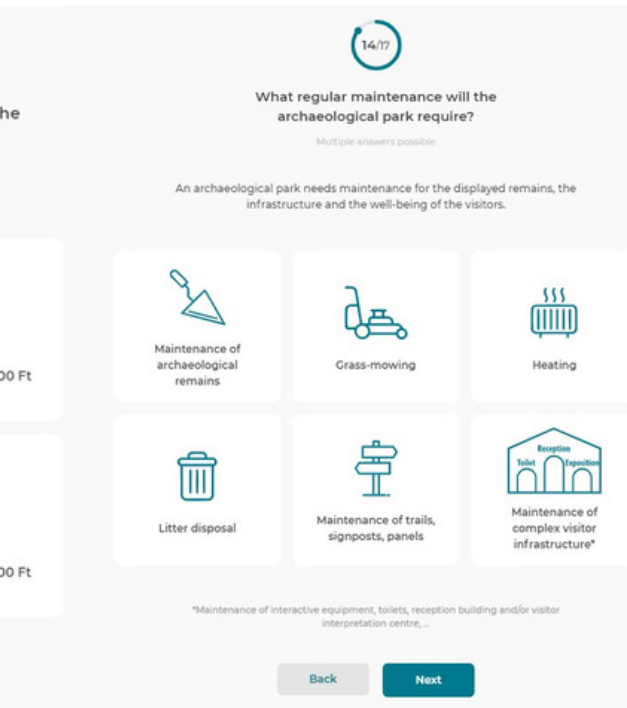 he
00 Ft
00 Ft
14/17
What regular maintenance will the
archaeological park require?
Multiple answers possible
An archaeological park needs maintenance for the displayed remains, the
infrastructure and the well-being of the visitors.
Maintenance of
archaeological
remains
Grass-mowing
Heating
Litter disposal
Maintenance of trails,
signposts, panels
Reception
Toilet
Exposition
Maintenance of
complex visitor
infrastructure*
*Maintenance of interactive equipment, toilets, reception building and/or visitor
interpretation centre, ...
Back
Next